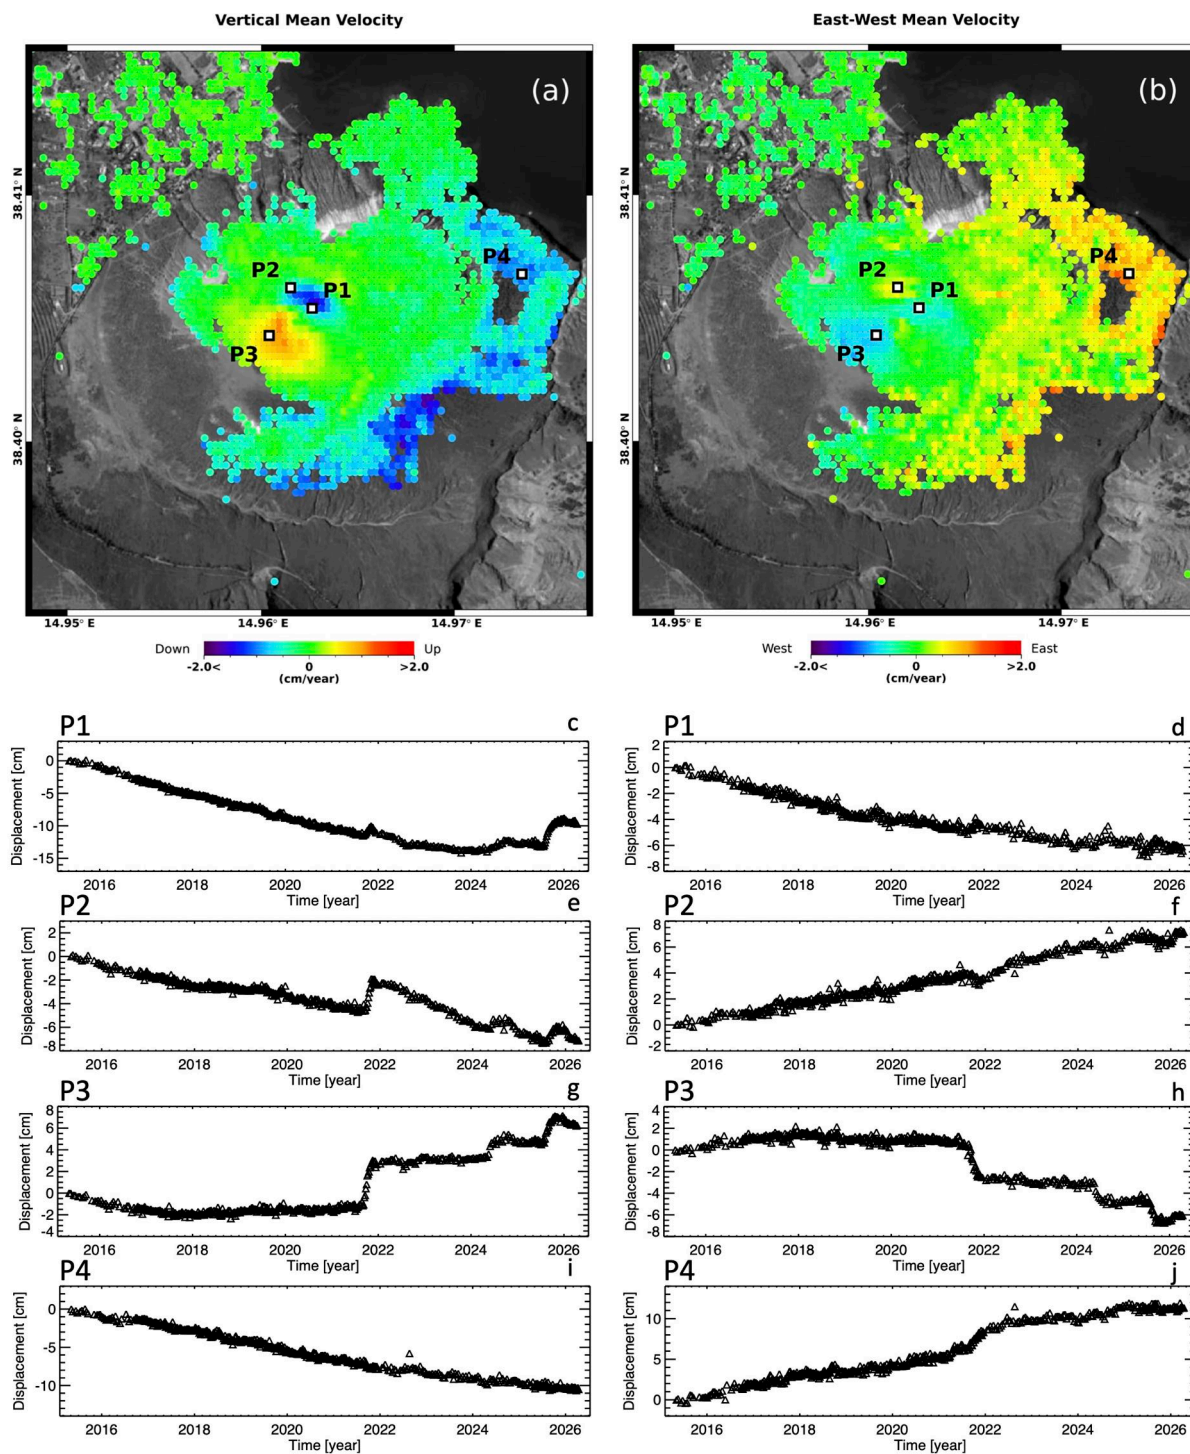 Vertical Mean Velocity
East-West Mean Velocity
(a)
(b)
38.41° N
38.40° N
38.41° N
38.40° N
P2
P1
P4
P3
P2
P1
P4
P3
14.95° E
14.96° E
14.97° E
14.95° E
14.96° E
14.97° E
Down
Up
-2.0<
0
>2.0
(cm/year)
West
East
-2.0<
0
>2.0
(cm/year)
P1
c
Displacement [cm]
0
-5
-10
-15
2016 2018 2020 2022 2024 2026
Time [year]
P1
d
Displacement [cm]
2
0
-2
-4
-6
-8
2016 2018 2020 2022 2024 2026
Time [year]
P2
e
Displacement [cm]
2
0
-2
-4
-6
-8
2016 2018 2020 2022 2024 2026
Time [year]
P2
f
Displacement [cm]
8
6
4
2
0
-2
2016 2018 2020 2022 2024 2026
Time [year]
P3
g
Displacement [cm]
8
6
4
2
0
-2
-4
2016 2018 2020 2022 2024 2026
Time [year]
P3
h
Displacement [cm]
4
2
0
-2
-4
-6
-8
2016 2018 2020 2022 2024 2026
Time [year]
P4
i
Displacement [cm]
0
-5
-10
2016 2018 2020 2022 2024 2026
Time [year]
P4
j
Displacement [cm]
10
5
0
2016 2018 2020 2022 2024 2026
Time [year]